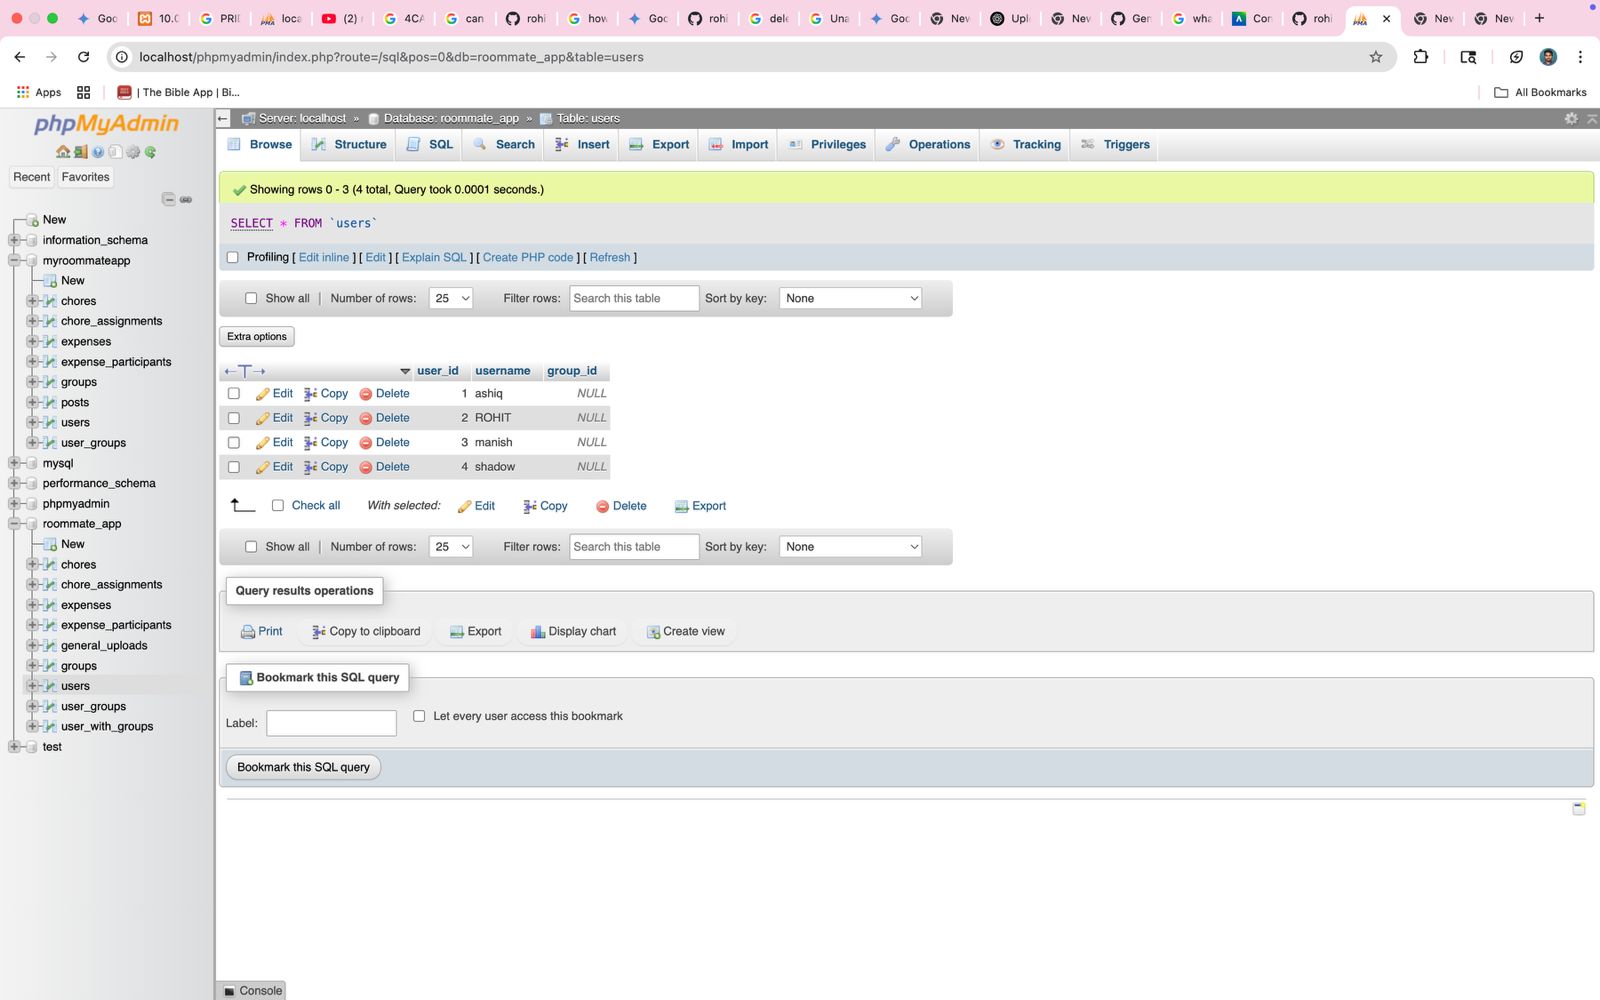 Goo
10.0
PRI
loca
(2)
4CA
can
rohi
how
Goo
rohi
dele
Una
Goo
Nev
Uplo
Nev
Gen
wha
Con
rohi
Nev
Nev
localhost/phpmyadmin/index.php?route=/sql&pos=0&db=roommate_app&table=users
Apps
| The Bible App | Bi...
All Bookmarks
phpMyAdmin
Recent
Favorites
New
information_schema
myroommateapp
New
chores
chore_assignments
expenses
expense_participants
groups
posts
users
user_groups
mysql
performance_schema
phpmyadmin
roommate_app
New
chores
chore_assignments
expenses
expense_participants
general_uploads
groups
users
user_groups
user_with_groups
test
Server: localhost » Database: roommate_app » Table: users
Browse Structure SQL Search Insert Export Import Privileges Operations Tracking Triggers
Showing rows 0 - 3 (4 total, Query took 0.0001 seconds.)
SELECT * FROM `users`
Profiling [ Edit inline ] [ Edit ] [ Explain SQL ] [ Create PHP code ] [ Refresh ]
Show all | Number of rows: 25 Filter rows: Search this table Sort by key: None
Extra options
user_id username group_id
Edit Copy Delete 1 ashiq NULL
Edit Copy Delete 2 ROHIT NULL
Edit Copy Delete 3 manish NULL
Edit Copy Delete 4 shadow NULL
Check all With selected: Edit Copy Delete Export
Show all | Number of rows: 25 Filter rows: Search this table Sort by key: None
Query results operations
Print Copy to clipboard Export Display chart Create view
Bookmark this SQL query
Label: Let every user access this bookmark
Bookmark this SQL query
Console